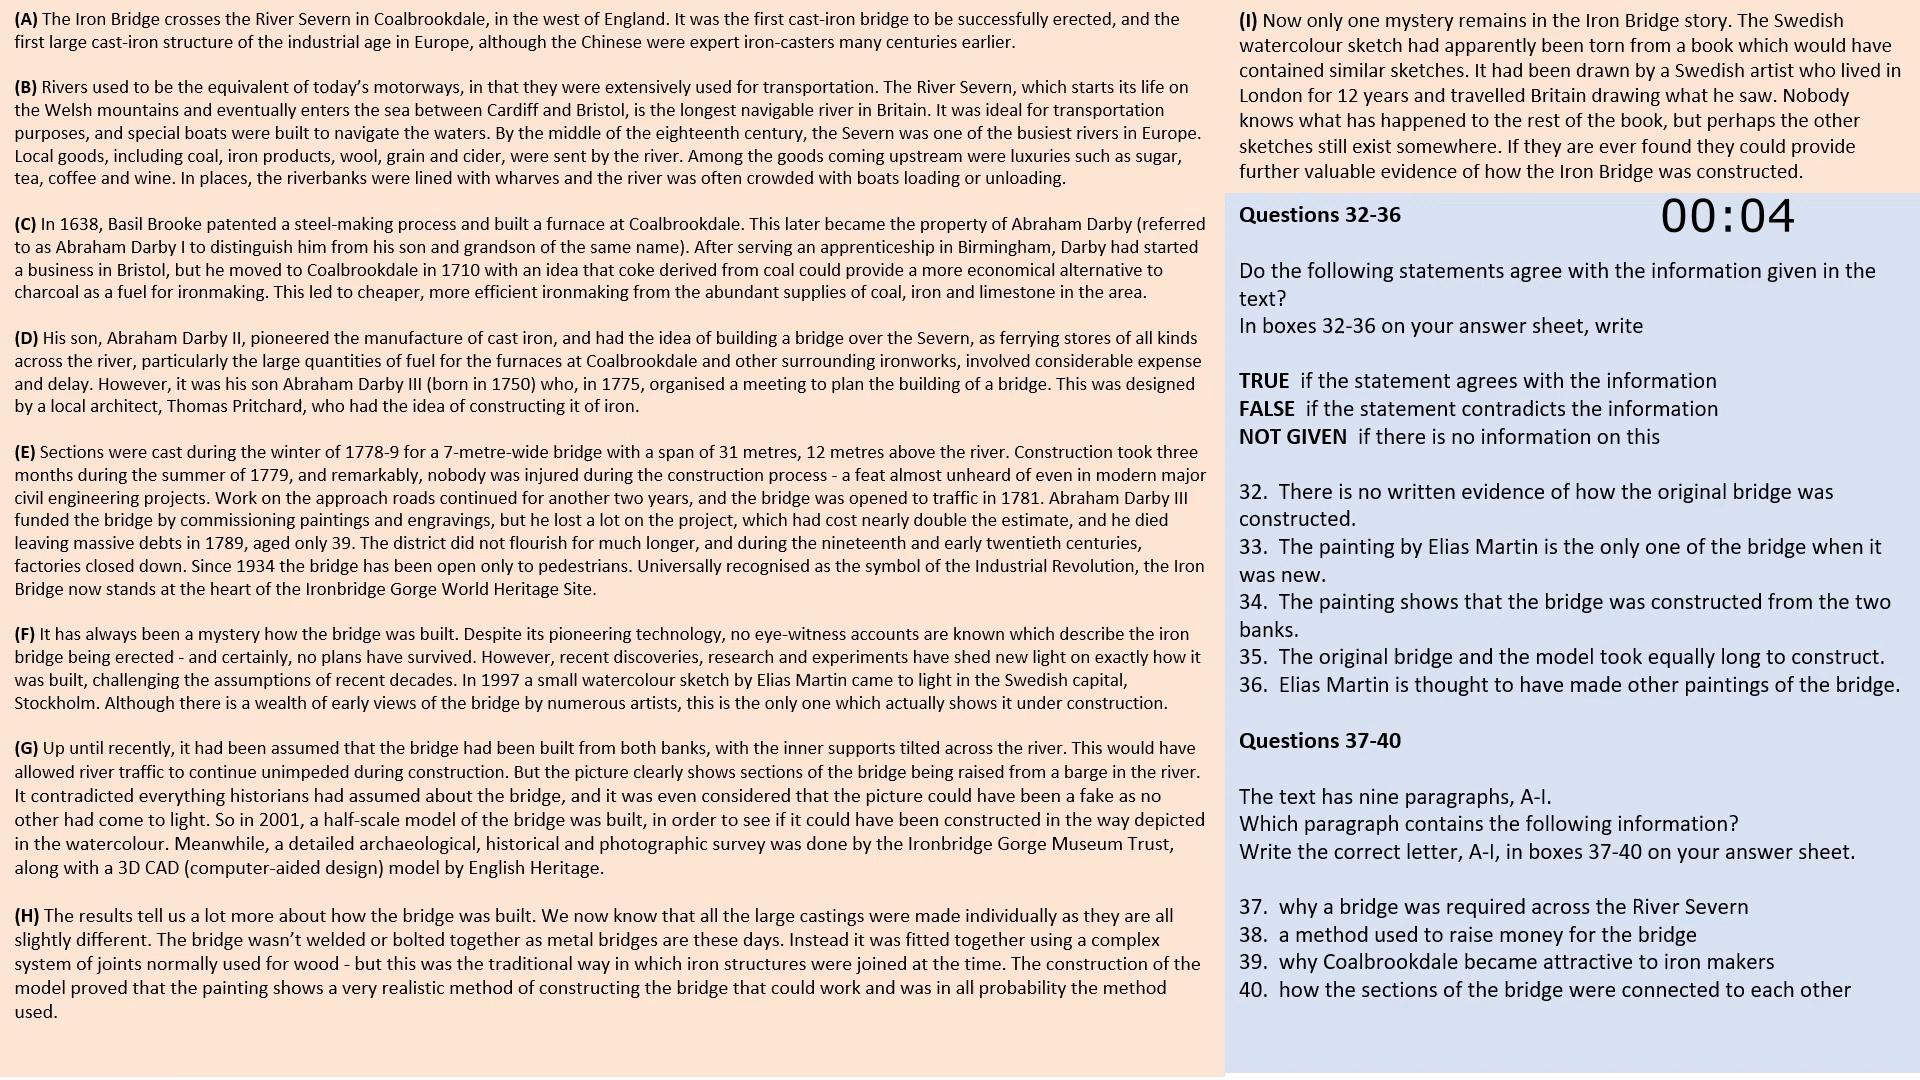 (A) The Iron Bridge crosses the River Severn in Coalbrookdale, in the west of England. It was the first cast-iron bridge to be successfully erected, and the
first large cast-iron structure of the industrial age in Europe, although the Chinese were expert iron-casters many centuries earlier.
(B) Rivers used to be the equivalent of today's motorways, in that they were extensively used for transportation. The River Severn, which starts its life on
the Welsh mountains and eventually enters the sea between Cardiff and Bristol, is the longest navigable river in Britain. It was ideal for transportation
purposes, and special boats were built to navigate the waters. By the middle of the eighteenth century, the Severn was one of the busiest rivers in Europe.
Local goods, including coal, iron products, wool, grain and cider, were sent by the river. Among the goods coming upstream were luxuries such as sugar,
tea, coffee and wine. In places, the riverbanks were lined with wharves and the river was often crowded with boats loading or unloading.
(C) In 1638, Basil Brooke patented a steel-making process and built a furnace at Coalbrookdale. This later became the property of Abraham Darby (referred
to as Abraham Darby I to distinguish him from his son and grandson of the same name). After serving an apprenticeship in Birmingham, Darby had started
a business in Bristol, but he moved to Coalbrookdale in 1710 with an idea that coke derived from coal could provide a more economical alternative to
charcoal as a fuel for ironmaking. This led to cheaper, more efficient ironmaking from the abundant supplies of coal, iron and limestone in the area.
(D) His son, Abraham Darby II, pioneered the manufacture of cast iron, and had the idea of building a bridge over the Severn, as ferrying stores of all kinds
across the river, particularly the large quantities of fuel for the furnaces at Coalbrookdale and other surrounding ironworks, involved considerable expense
and delay. However, it was his son Abraham Darby III (born in 1750) who, in 1775, organised a meeting to plan the building of a bridge. This was designed
by a local architect, Thomas Pritchard, who had the idea of constructing it of iron.
(E) Sections were cast during the winter of 1778-9 for a 7-metre-wide bridge with a span of 31 metres, 12 metres above the river. Construction took three
months during the summer of 1779, and remarkably, nobody was injured during the construction process - a feat almost unheard of even in modern major
civil engineering projects. Work on the approach roads continued for another two years, and the bridge was opened to traffic in 1781. Abraham Darby III
funded the bridge by commissioning paintings and engravings, but he lost a lot on the project, which had cost nearly double the estimate, and he died
leaving massive debts in 1789, aged only 39. The district did not flourish for much longer, and during the nineteenth and early twentieth centuries,
factories closed down. Since 1934 the bridge has been open only to pedestrians. Universally recognised as the symbol of the Industrial Revolution, the Iron
Bridge now stands at the heart of the Ironbridge Gorge World Heritage Site.
(F) It has always been a mystery how the bridge was built. Despite its pioneering technology, no eye-witness accounts are known which describe the iron
bridge being erected - and certainly, no plans have survived. However, recent discoveries, research and experiments have shed new light on exactly how it
was built, challenging the assumptions of recent decades. In 1997 a small watercolour sketch by Elias Martin came to light in the Swedish capital,
Stockholm. Although there is a wealth of early views of the bridge by numerous artists, this is the only one which actually shows it under construction.
(G) Up until recently, it had been assumed that the bridge had been built from both banks, with the inner supports tilted across the river. This would have
allowed river traffic to continue unimpeded during construction. But the picture clearly shows sections of the bridge being raised from a barge in the river.
It contradicted everything historians had assumed about the bridge, and it was even considered that the picture could have been a fake as no
other had come to light. So in 2001, a half-scale model of the bridge was built, in order to see if it could have been constructed in the way depicted
in the watercolour. Meanwhile, a detailed archaeological, historical and photographic survey was done by the Ironbridge Gorge Museum Trust,
along with a 3D CAD (computer-aided design) model by English Heritage.
(H) The results tell us a lot more about how the bridge was built. We now know that all the large castings were made individually as they are all
slightly different. The bridge wasn't welded or bolted together as metal bridges are these days. Instead it was fitted together using a complex
system of joints normally used for wood - but this was the traditional way in which iron structures were joined at the time. The construction of the
model proved that the painting shows a very realistic method of constructing the bridge that could work and was in all probability the method
used.
(I) Now only one mystery remains in the Iron Bridge story. The Swedish
watercolour sketch had apparently been torn from a book which would have
contained similar sketches. It had been drawn by a Swedish artist who lived in
London for 12 years and travelled Britain drawing what he saw. Nobody
knows what has happened to the rest of the book, but perhaps the other
sketches still exist somewhere. If they are ever found they could provide
further valuable evidence of how the Iron Bridge was constructed.
Questions 32-36
00:04
Do the following statements agree with the information given in the
text?
In boxes 32-36 on your answer sheet, write
TRUE if the statement agrees with the information
FALSE if the statement contradicts the information
NOT GIVEN if there is no information on this
32. There is no written evidence of how the original bridge was
constructed.
33. The painting by Elias Martin is the only one of the bridge when it
was new.
34. The painting shows that the bridge was constructed from the two
banks.
35. The original bridge and the model took equally long to construct.
36. Elias Martin is thought to have made other paintings of the bridge.
Questions 37-40
The text has nine paragraphs, A-I.
Which paragraph contains the following information?
Write the correct letter, A-I, in boxes 37-40 on your answer sheet.
37. why a bridge was required across the River Severn
38. a method used to raise money for the bridge
39. why Coalbrookdale became attractive to iron makers
40. how the sections of the bridge were connected to each other